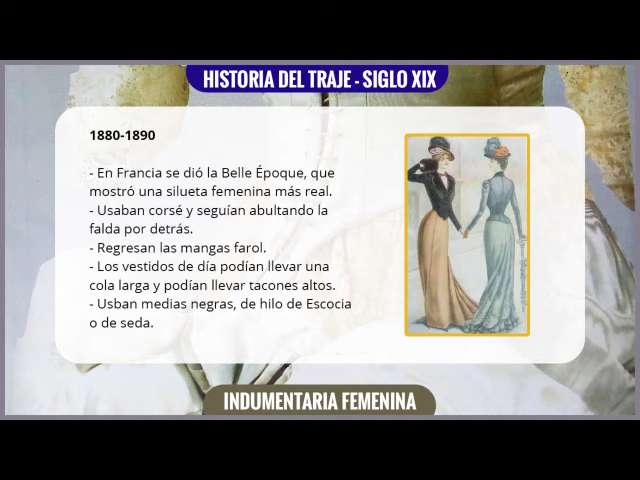 HISTORIA DEL TRAJE - SIGLO XIX
1880-1890
- En Francia se dió la Belle Époque, que
mostró una silueta femenina más real.
- Usaban corsé y seguían abultando la
falda por detrás.
- Regresan las mangas farol.
- Los vestidos de día podían llevar una
cola larga y podían llevar tacones altos.
- Usban medias negras, de hilo de Escocia
o de seda.
INDUMENTARIA FEMENINA